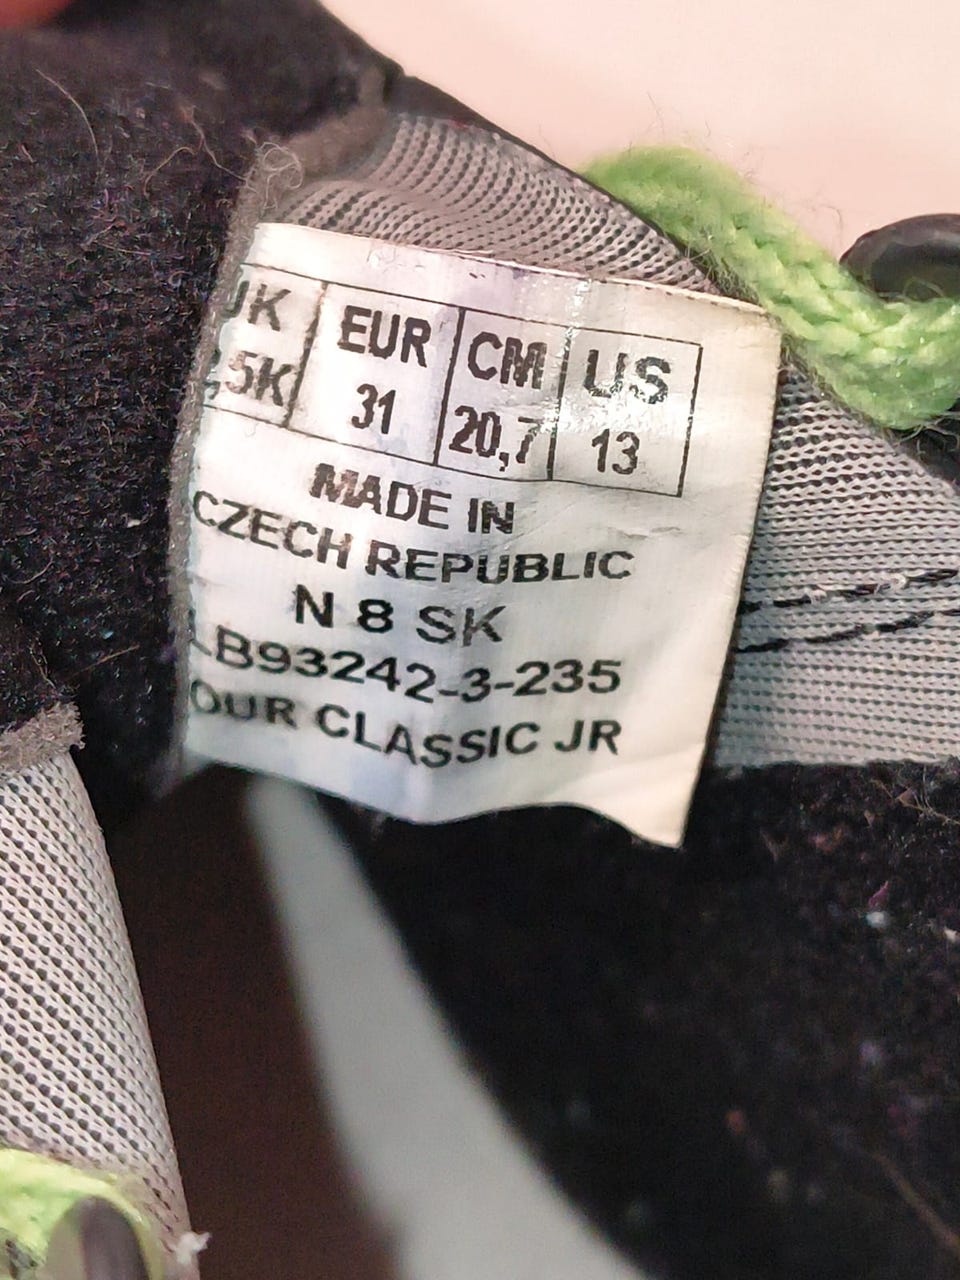 UK EUR CM US
,5K 31 20,7 13
MADE IN
CZECH REPUBLIC
N 8 SK
B93242-3-235
OUR CLASSIC JR